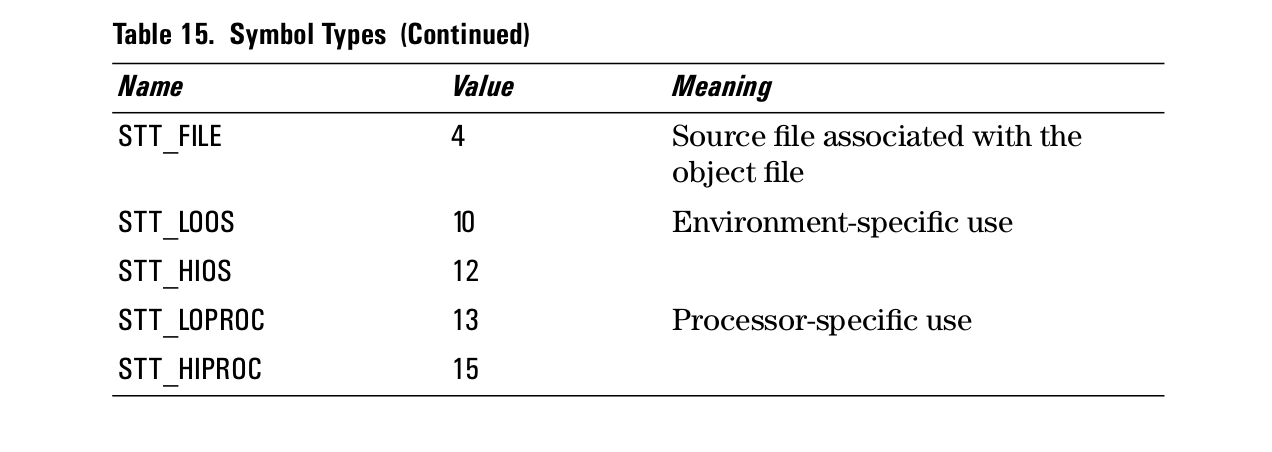 Table 15. Symbol Types (Continued)
Name Value Meaning
STT_FILE 4 Source file associated with the
object file
STT_LOOS 10 Environment-specific use
STT_HIOS 12
STT_LOPROC 13 Processor-specific use
STT_HIPROC 15